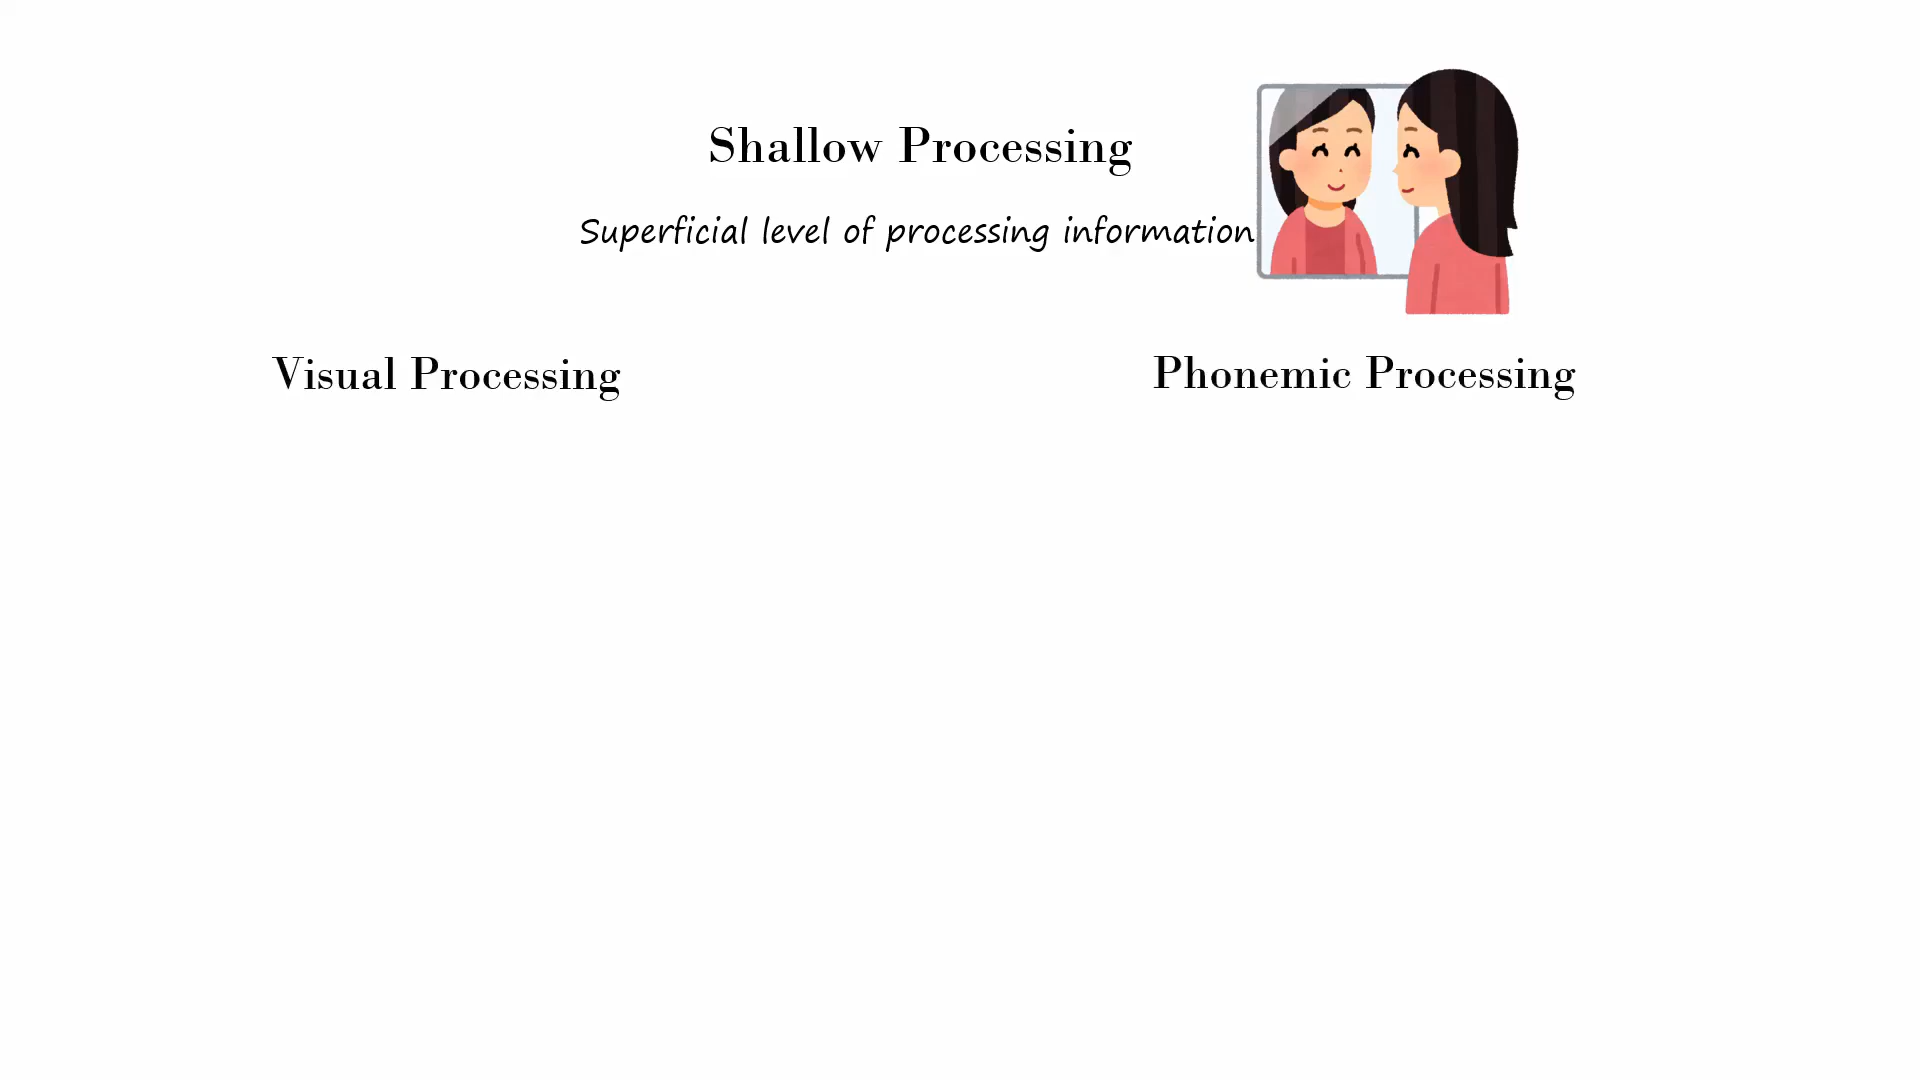 Shallow Processing
Superficial level of processing information
Visual Processing
Phonemic Processing